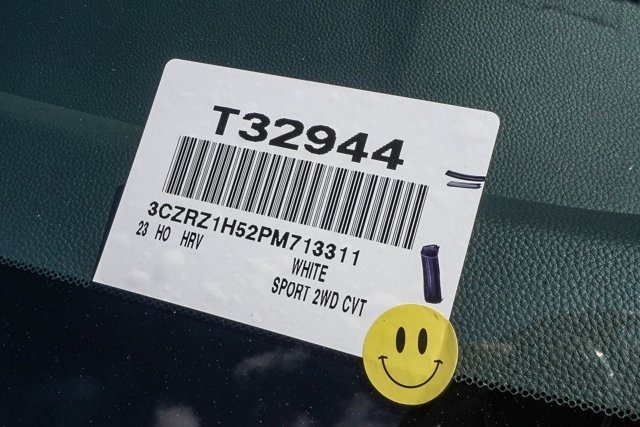 T32944
3CZRZ1H52PM713311
23 HO HRV
WHITE
SPORT 2WD CVT